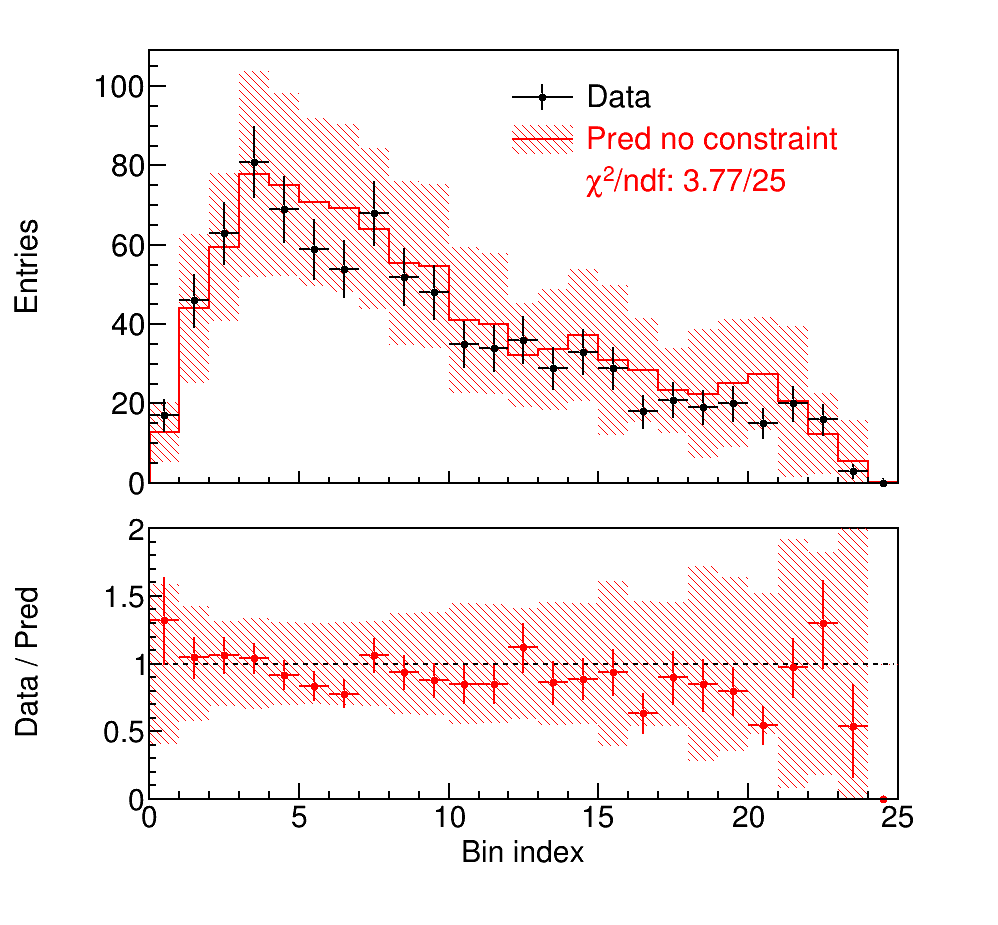 100
80
60
40
20
0
Entries
Data
Pred no constraint
χ²/ndf: 3.77/25
2
1.5
1
0.5
0
Data / Pred
0 5 10 15 20 25
Bin index